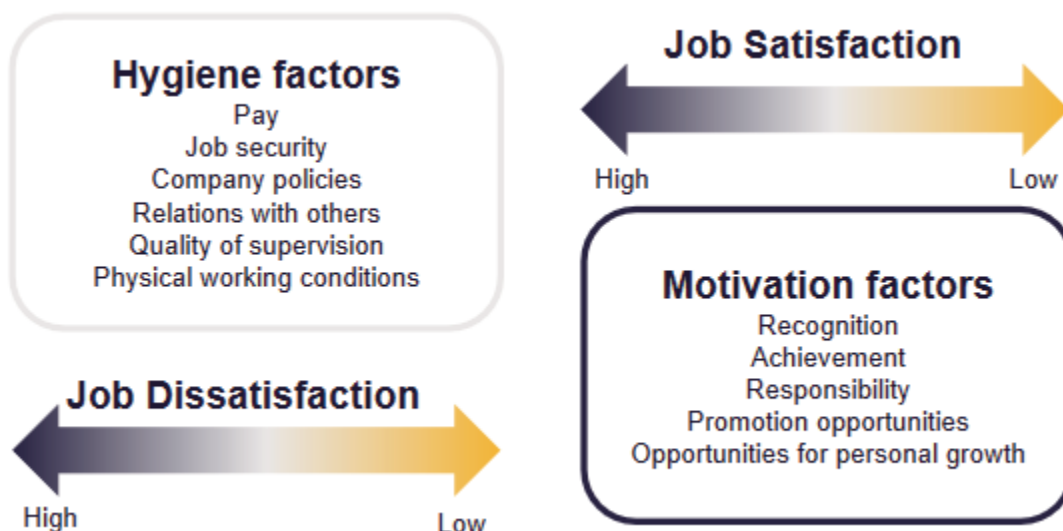 Hygiene factors
Pay
Job security
Company policies
Relations with others
Quality of supervision
Physical working conditions
Job Dissatisfaction
High
Low
Job Satisfaction
High
Low
Motivation factors
Recognition
Achievement
Responsibility
Promotion opportunities
Opportunities for personal growth